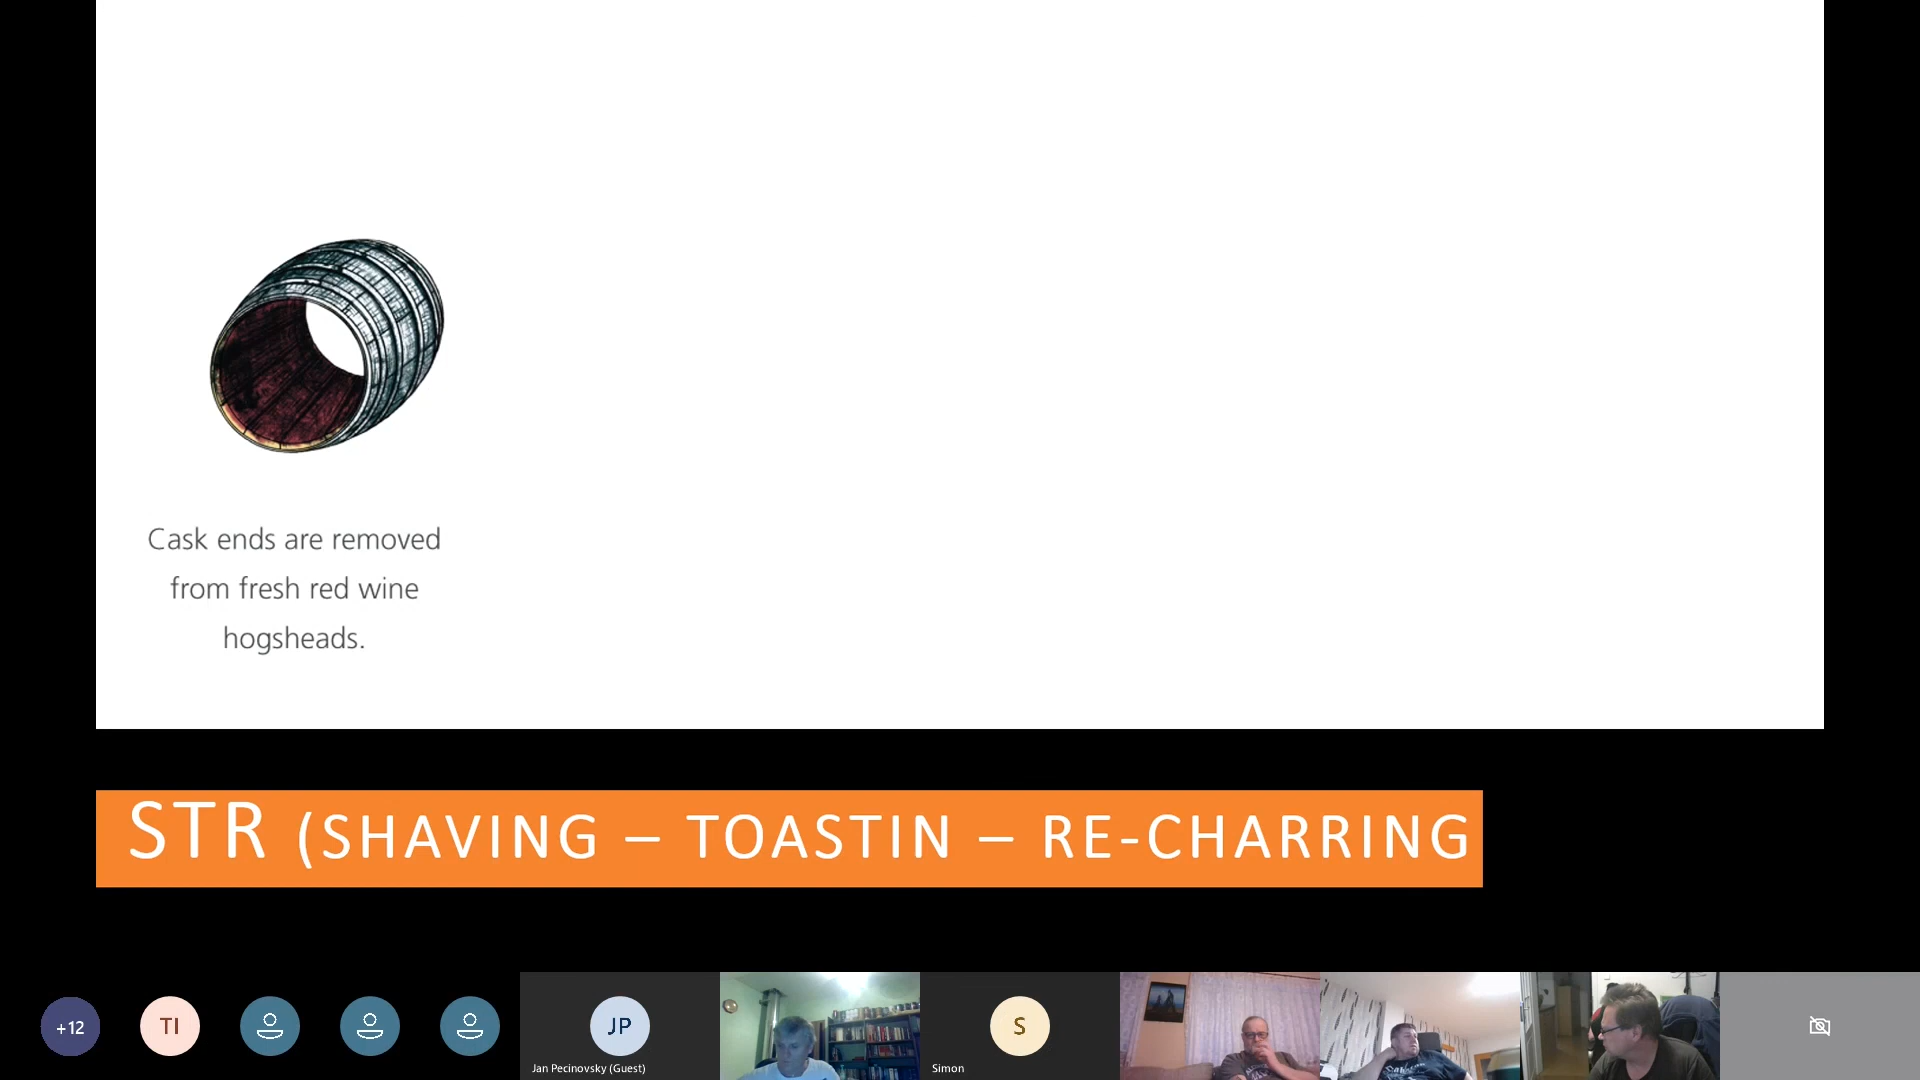 Cask ends are removed
from fresh red wine
hogsheads.
STR (SHAVING – TOASTIN – RE-CHARRING
+12
TI
JP
Jan Pecinovsky (Guest)
S
Simon